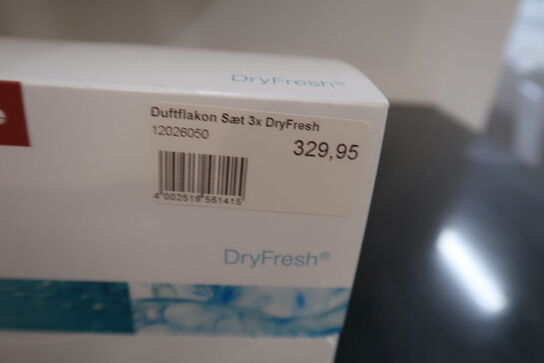 DryFresh®
Duftflakon Sæt 3x DryFresh
12026050
329,95
4 002516 561415
DryFresh®
e